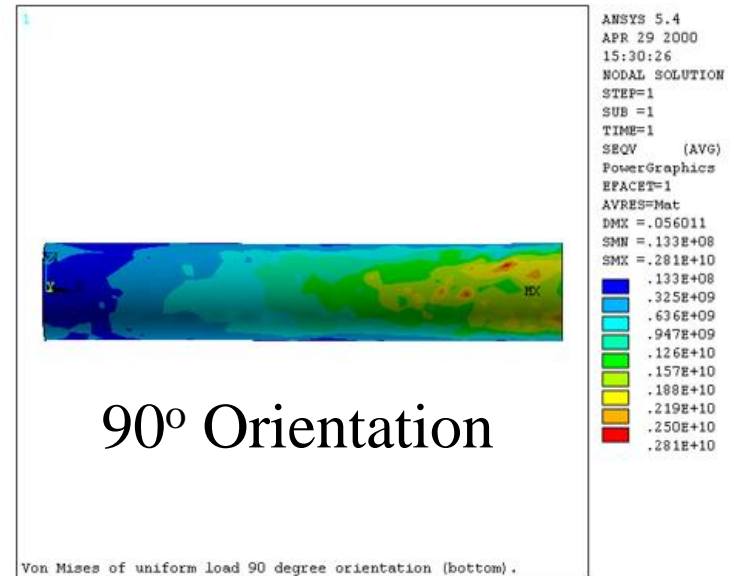 1
ANSYS 5.4
APR 29 2000
15:30:26
NODAL SOLUTION
STEP=1
SUB =1
TIME=1
SEQV (AVG)
PowerGraphics
EFACET=1
AVRES=Mat
DMX =.056011
SMN =.133E+08
SMX =.281E+10
.133E+08
.325E+09
.636E+09
.947E+09
.126E+10
.157E+10
.188E+10
.219E+10
.250E+10
.281E+10
Y
MX
90º Orientation
Von Mises of uniform load 90 degree orientation (bottom).